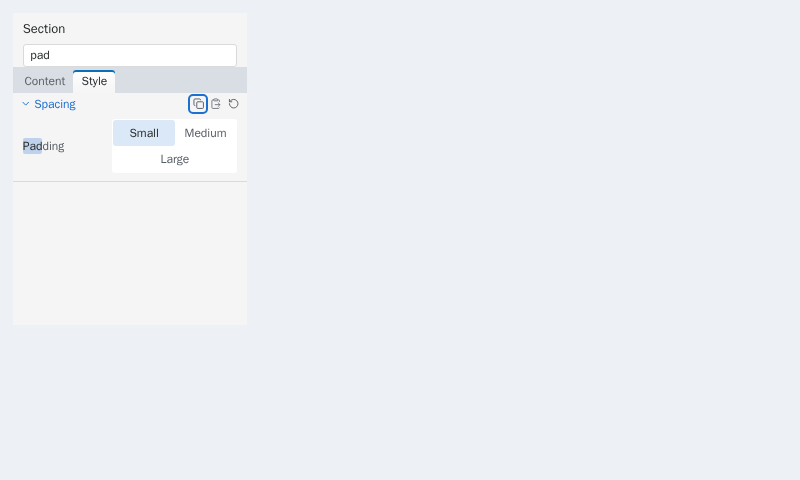 Section
pad
Content Style
Spacing
Padding Small Medium
Large